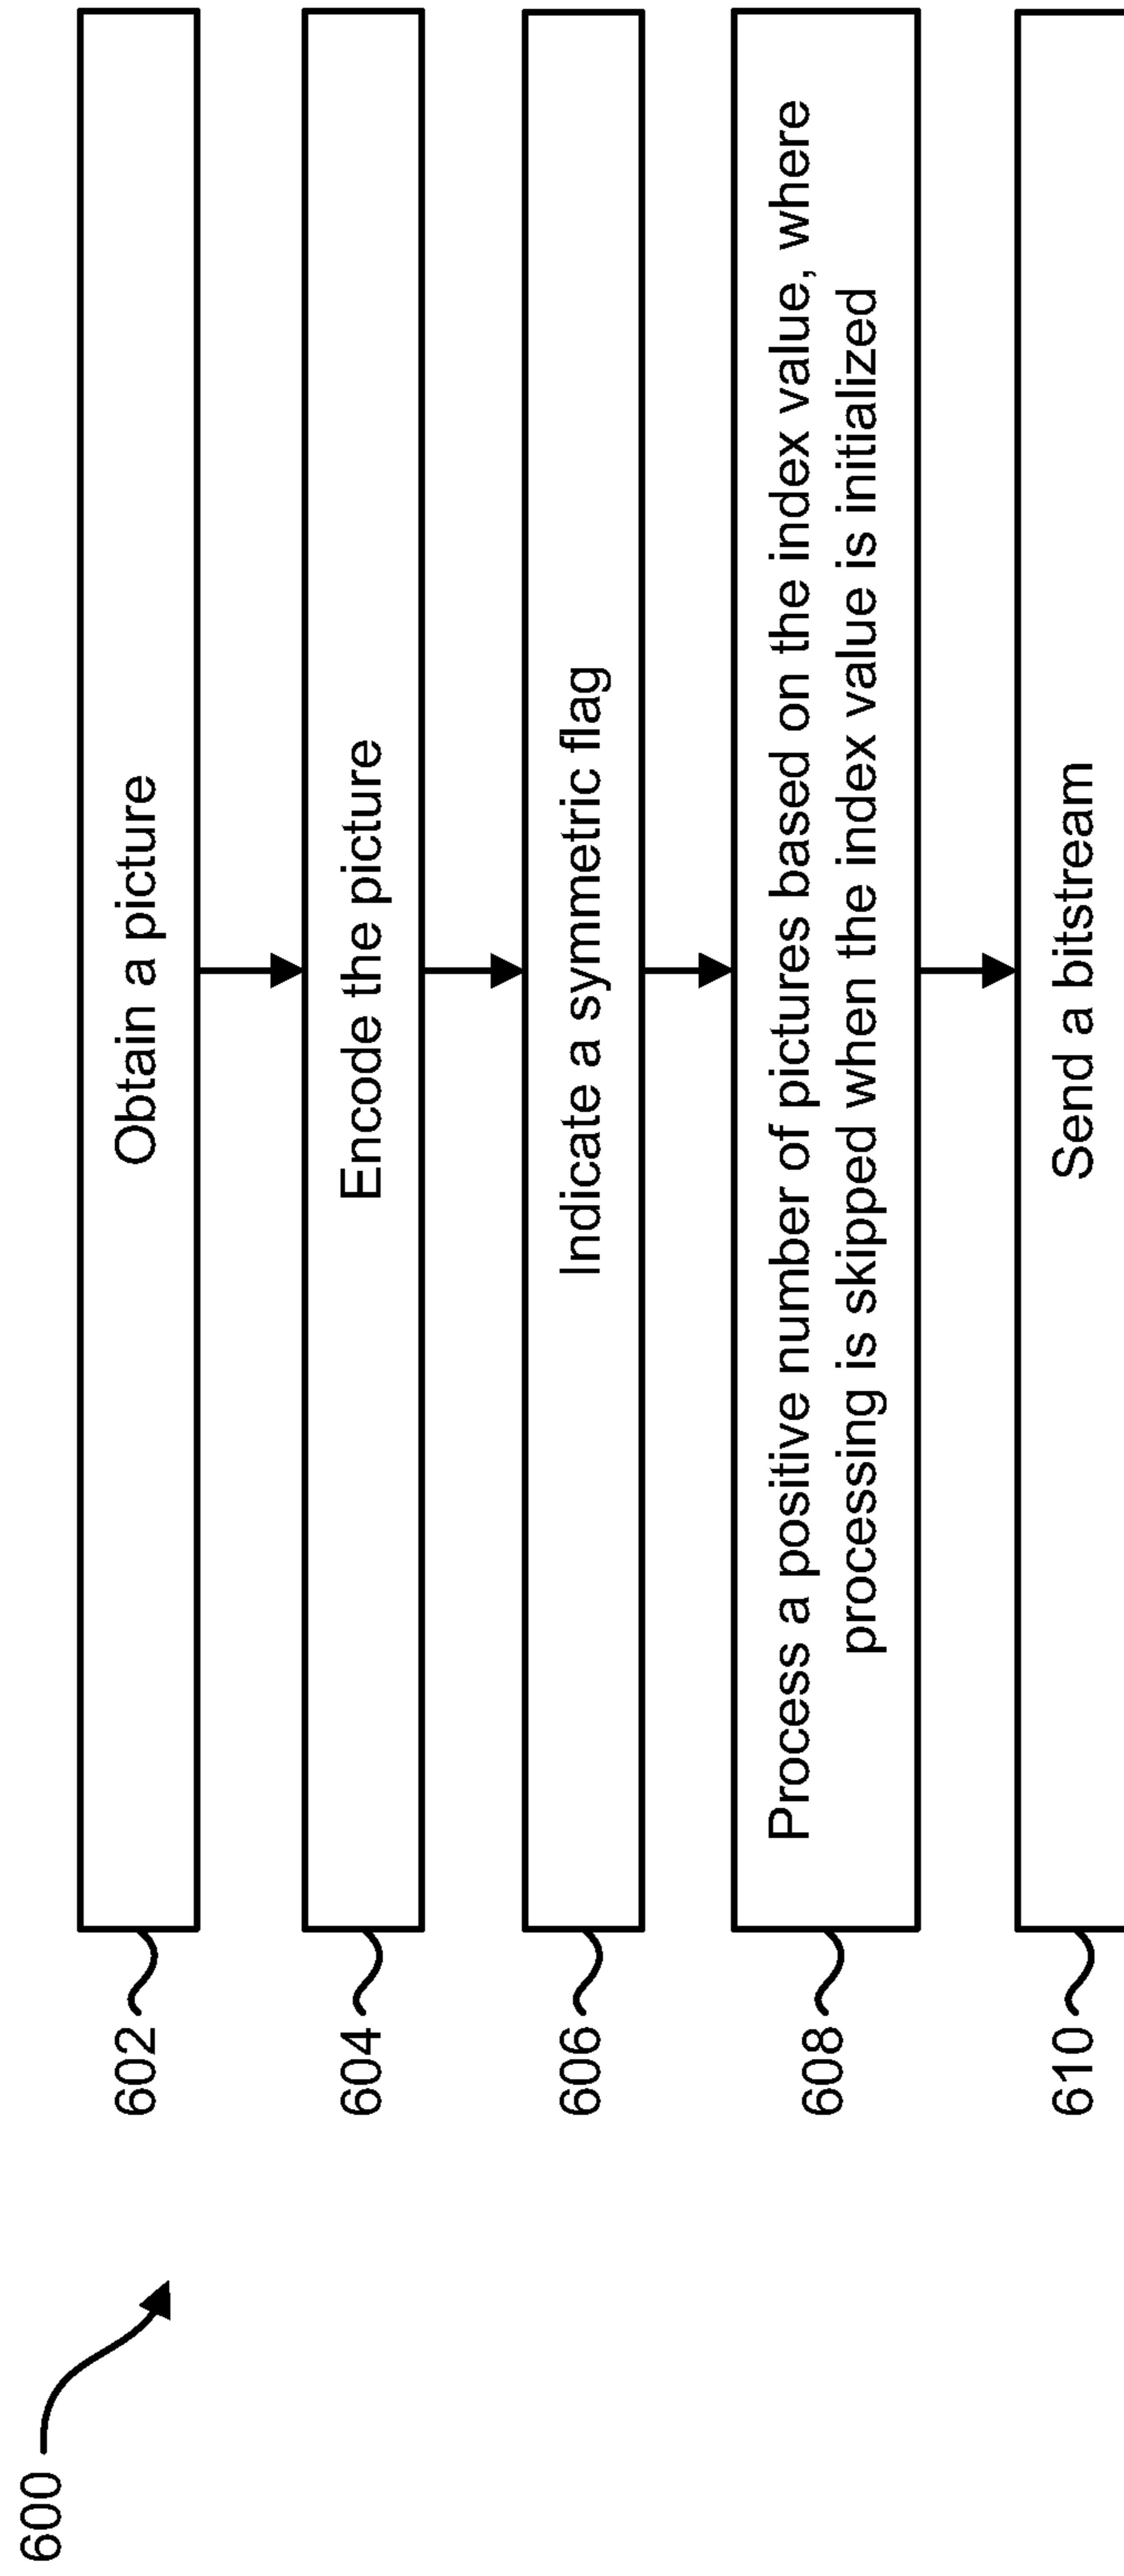 600
602
Obtain a picture
604
Encode the picture
606
Indicate a symmetric flag
608
Process a positive number of pictures based on the index value, where
processing is skipped when the index value is initialized
610
Send a bitstream